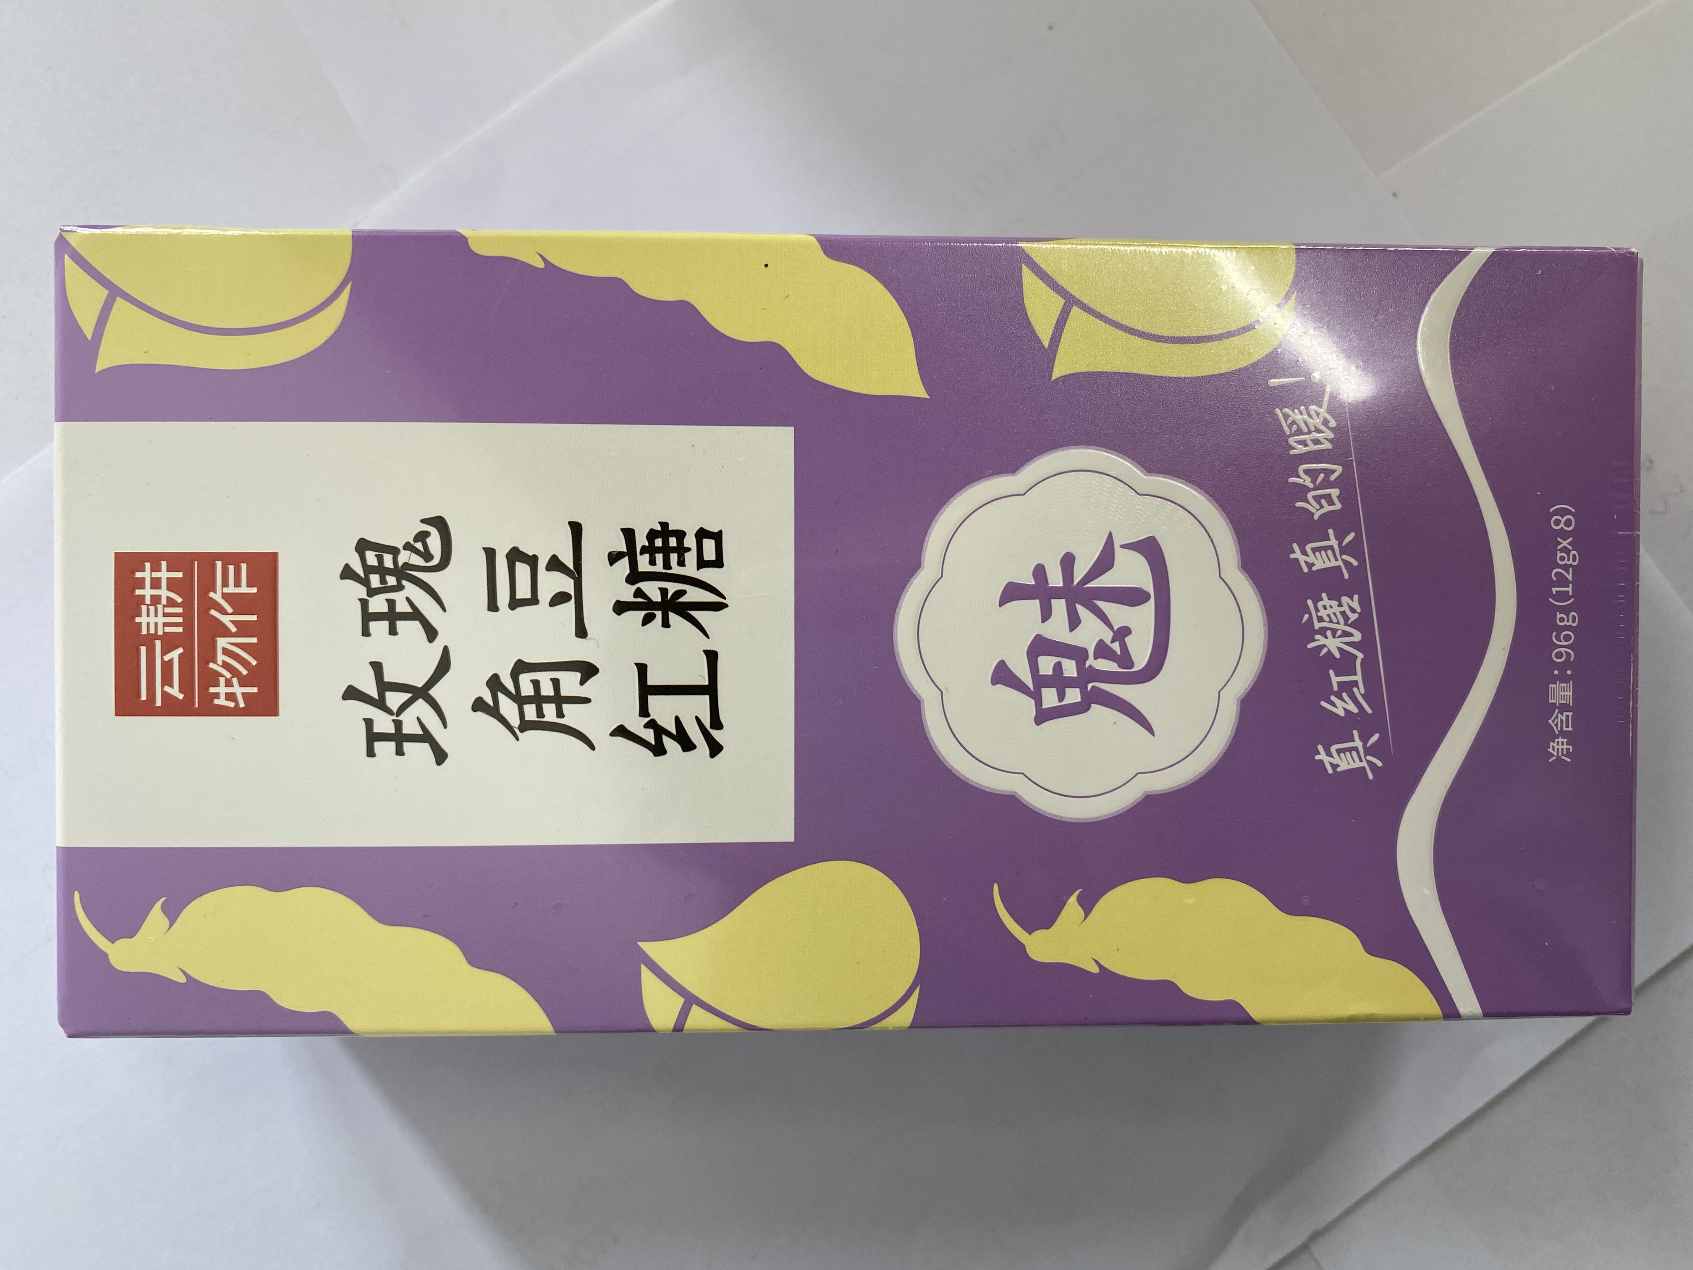 云耕
物作
玫瑰
角豆
红糖
魅
真红糖真的暖!
净含量:96g(12gx8)